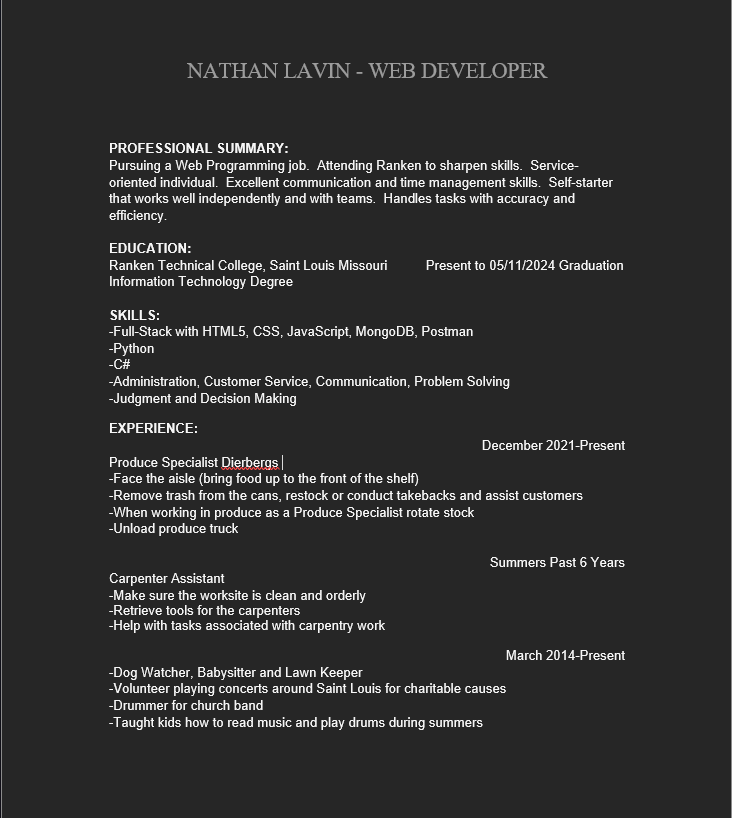 NATHAN LAVIN - WEB DEVELOPER
PROFESSIONAL SUMMARY:
Pursuing a Web Programming job.  Attending Ranken to sharpen skills.  Service-
oriented individual.  Excellent communication and time management skills.  Self-starter
that works well independently and with teams.  Handles tasks with accuracy and
efficiency.
EDUCATION:
Ranken Technical College, Saint Louis Missouri Present to 05/11/2024 Graduation
Information Technology Degree
SKILLS:
-Full-Stack with HTML5, CSS, JavaScript, MongoDB, Postman
-Python
-C#
-Administration, Customer Service, Communication, Problem Solving
-Judgment and Decision Making
EXPERIENCE:
December 2021-Present
Produce Specialist Dierbergs
-Face the aisle (bring food up to the front of the shelf)
-Remove trash from the cans, restock or conduct takebacks and assist customers
-When working in produce as a Produce Specialist rotate stock
-Unload produce truck
Summers Past 6 Years
Carpenter Assistant
-Make sure the worksite is clean and orderly
-Retrieve tools for the carpenters
-Help with tasks associated with carpentry work
March 2014-Present
-Dog Watcher, Babysitter and Lawn Keeper
-Volunteer playing concerts around Saint Louis for charitable causes
-Drummer for church band
-Taught kids how to read music and play drums during summers